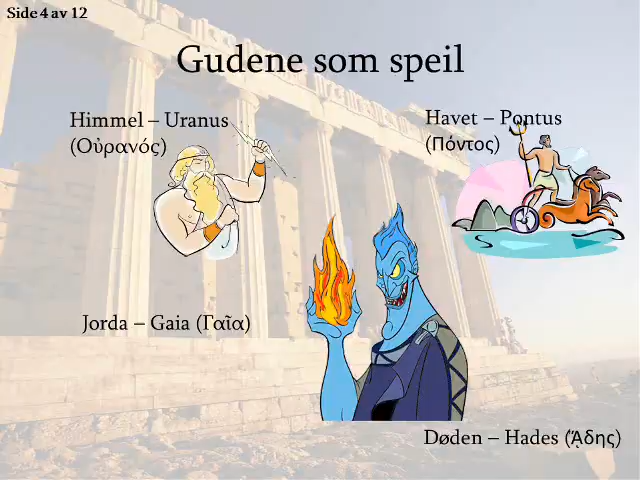 Side 4 av 12
Gudene som speil
Himmel – Uranus
(Οὐρανός)
Havet – Pontus
(Πόντος)
Jorda – Gaia (Γαῖα)
Døden – Hades (ᾍδης)